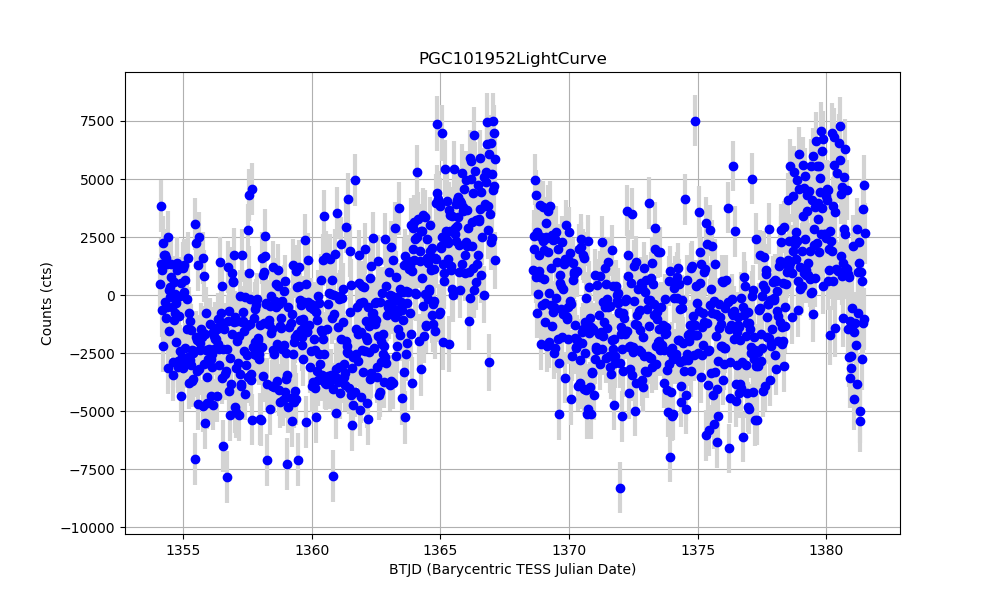 PGC101952LightCurve
Counts (cts)
7500
5000
2500
0
−2500
−5000
−7500
−10000
1355 1360 1365 1370 1375 1380
BTJD (Barycentric TESS Julian Date)